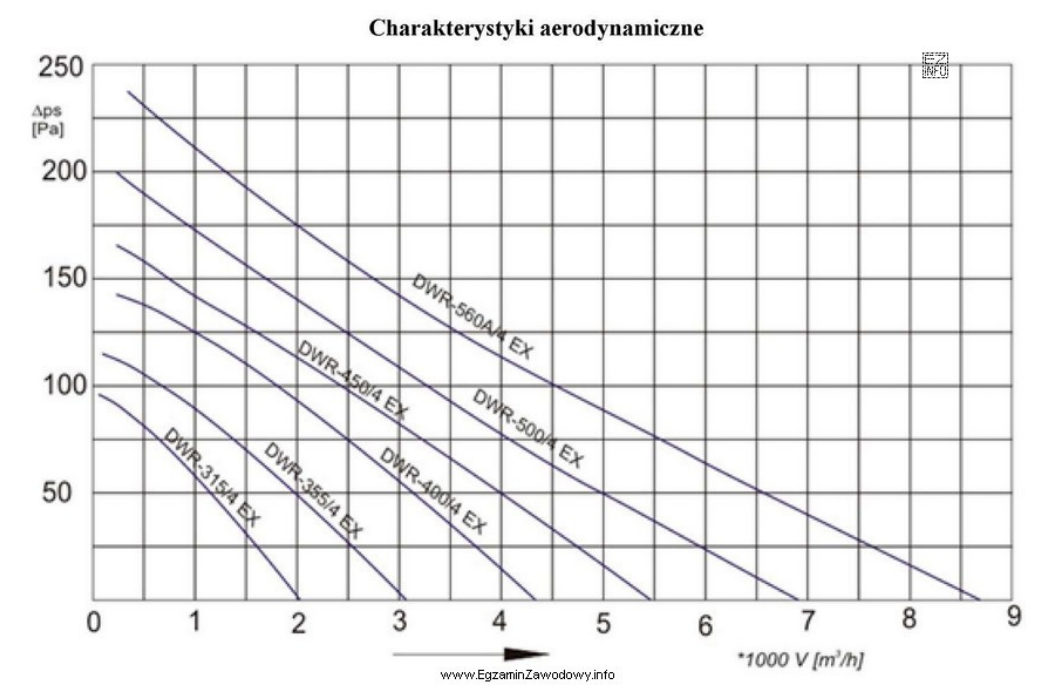 Charakterystyki aerodynamiczne
250
EZ
INFO
Δps
[Pa]
200
150
100
50
DWR-560A/4 EX
DWR-500/4 EX
DWR-450/4 EX
DWR-400/4 EX
DWR-355/4 EX
DWR-315/4 EX
0 1 2 3 4 5 6 7 8 9
*1000 V [m³/h]
www.EgzaminZawodowy.info